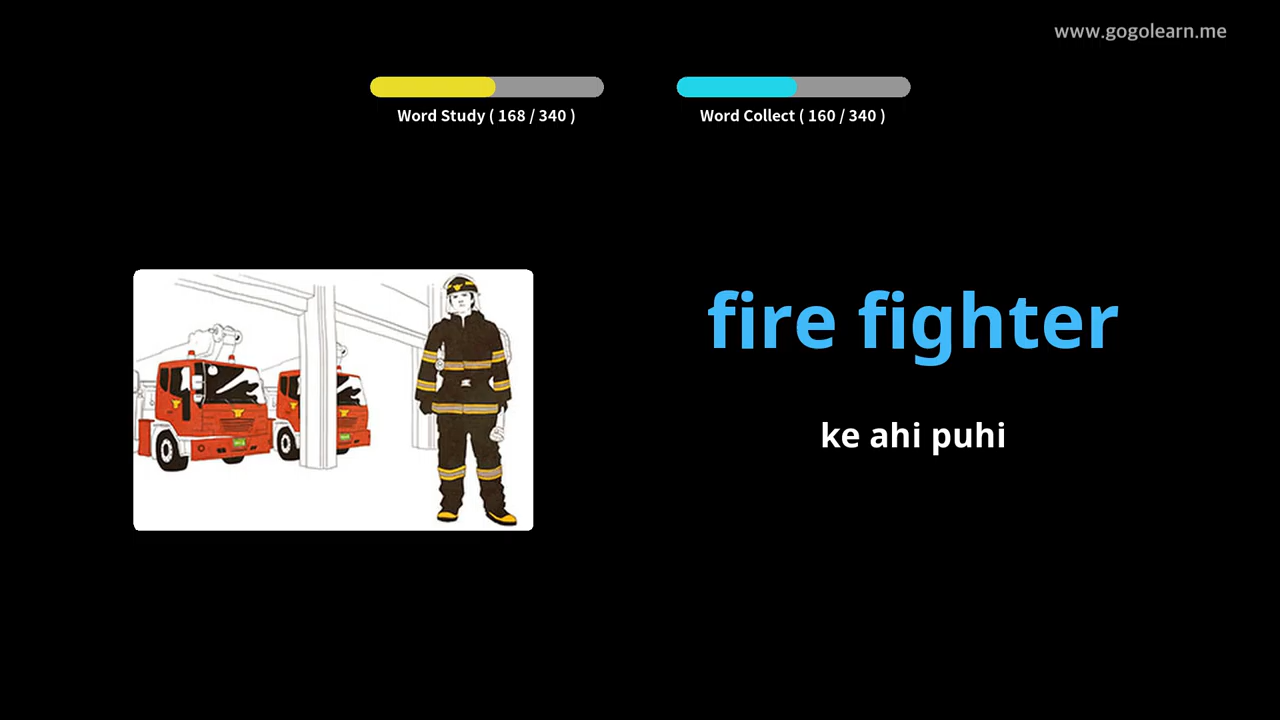 www.gogolearn.me
Word Study ( 168 / 340 )
Word Collect ( 160 / 340 )
fire fighter
ke ahi puhi